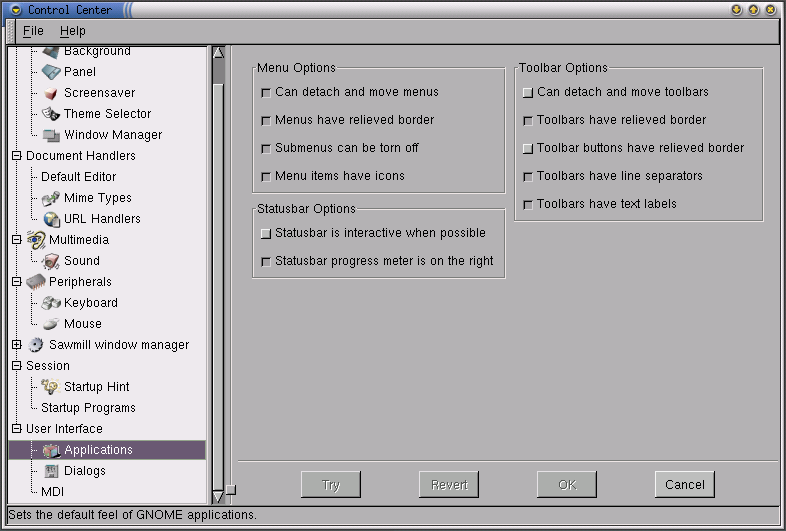 Control Center
File Help
Background
Panel
Screensaver
Theme Selector
Window Manager
Document Handlers
Default Editor
Mime Types
URL Handlers
Multimedia
Sound
Peripherals
Keyboard
Mouse
Sawmill window manager
Session
Startup Hint
Startup Programs
User Interface
Applications
Dialogs
MDI
Menu Options
Can detach and move menus
Menus have relieved border
Submenus can be torn off
Menu items have icons
Statusbar Options
Statusbar is interactive when possible
Statusbar progress meter is on the right
Toolbar Options
Can detach and move toolbars
Toolbars have relieved border
Toolbar buttons have relieved border
Toolbars have line separators
Toolbars have text labels
Try Revert OK Cancel
Sets the default feel of GNOME applications.